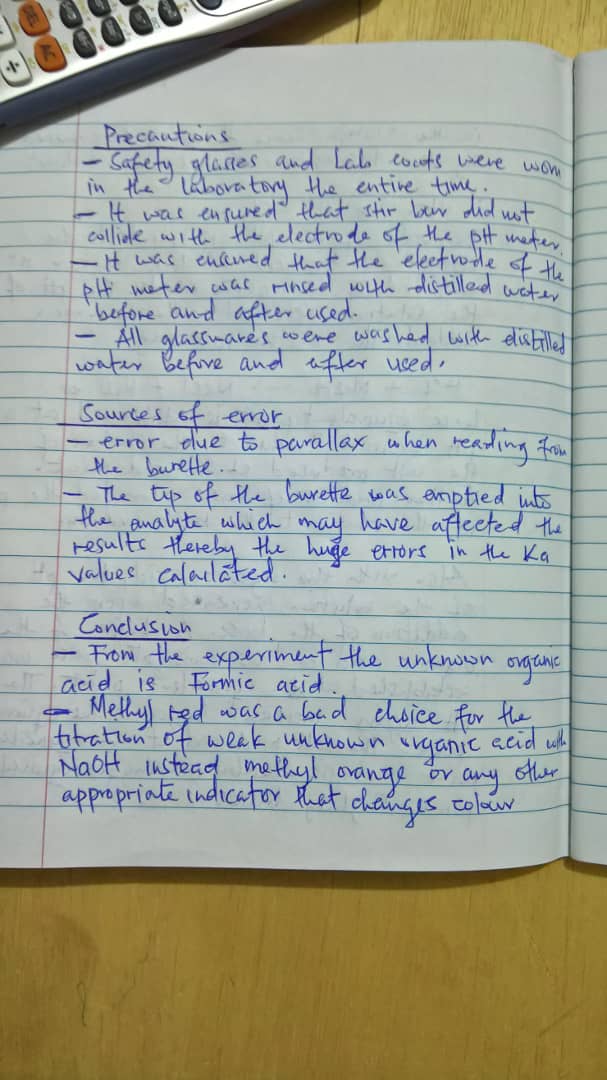 Precautions
- Safety glasses and Lab coats were worn
in the laboratory the entire time.
- It was ensured that stir bar did not
collide with the electrode of the pH meter.
- It was ensured that the electrode of the
pH meter was rinsed with distilled water
before and after used.
- All glasswares were washed with distilled
water before and after used.
Sources of error
- error due to parallax when reading from
the burette.
- The tip of the burette was emptied into
the analyte which may have affected the
results thereby the huge errors in the Ka
values calculated.
Conclusion
- From the experiment the unknown organic
acid is Formic acid.
- Methyl red was a bad choice for the
titration of weak unknown organic acid with
NaOH instead methyl orange or any other
appropriate indicator that changes colour